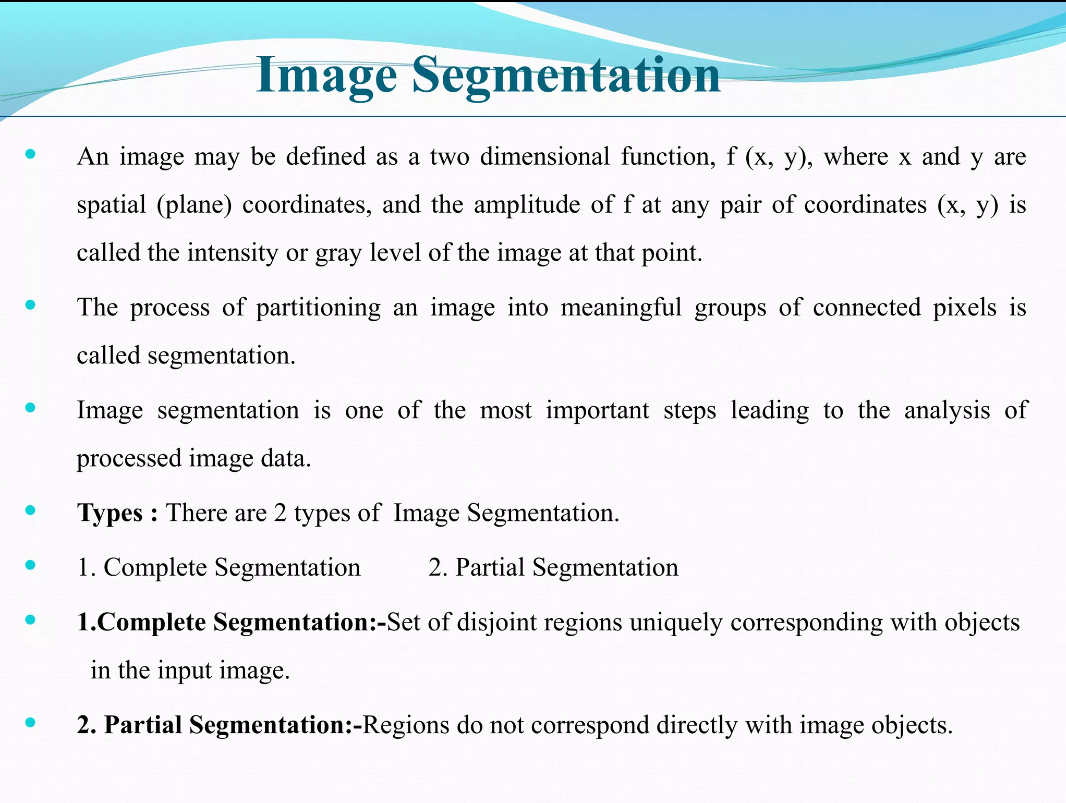 Image Segmentation
An image may be defined as a two dimensional function, f (x, y), where x and y are
spatial (plane) coordinates, and the amplitude of f at any pair of coordinates (x, y) is
called the intensity or gray level of the image at that point.
The process of partitioning an image into meaningful groups of connected pixels is
called segmentation.
Image segmentation is one of the most important steps leading to the analysis of
processed image data.
Types : There are 2 types of Image Segmentation.
1. Complete Segmentation 2. Partial Segmentation
1.Complete Segmentation:-Set of disjoint regions uniquely corresponding with objects
in the input image.
2. Partial Segmentation:-Regions do not correspond directly with image objects.